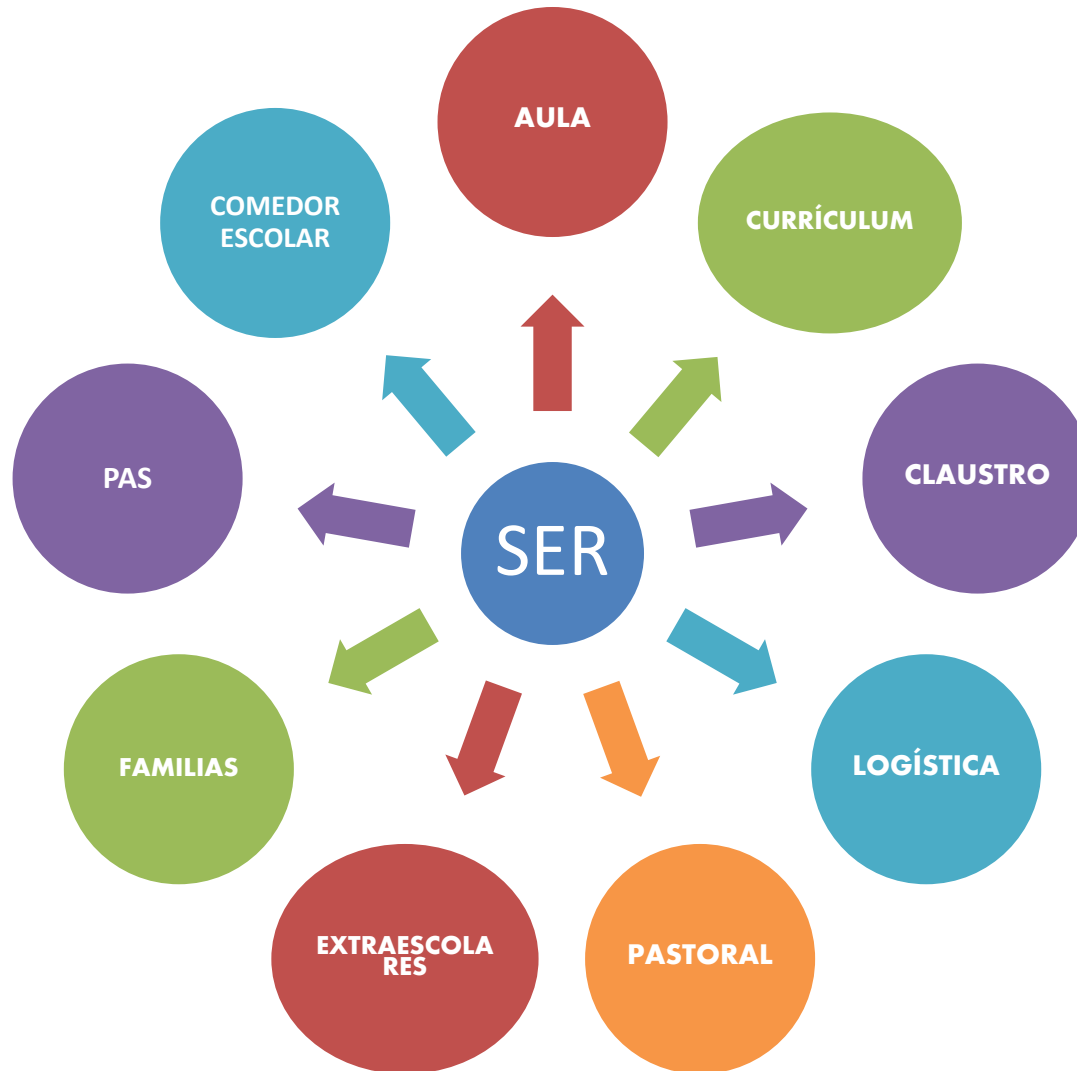 AULA
CURRÍCULUM
COMEDOR
ESCOLAR
PAS
CLAUSTRO
SER
FAMILIAS
LOGÍSTICA
EXTRAESCOLA
RES
PASTORAL